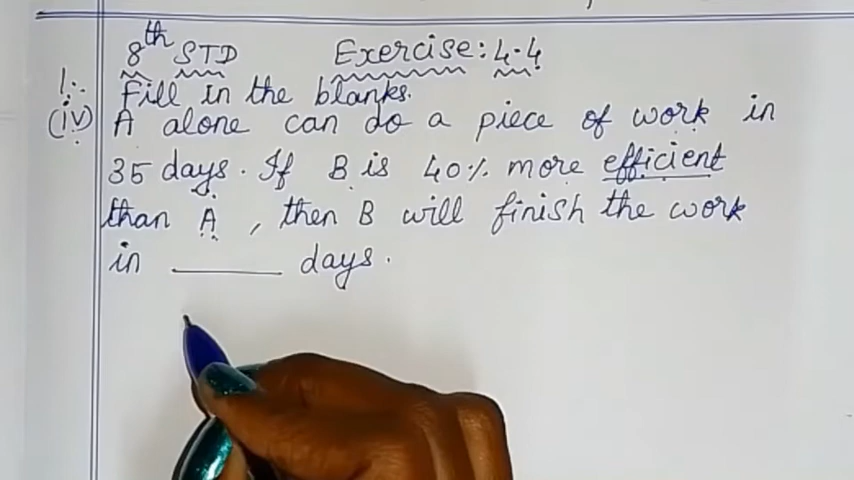 8th STD Exercise: 4.4
1. Fill in the blanks.
(iv) A alone can do a piece of work in
35 days. If B is 40% more efficient
than A, then B will finish the work
in ______ days.